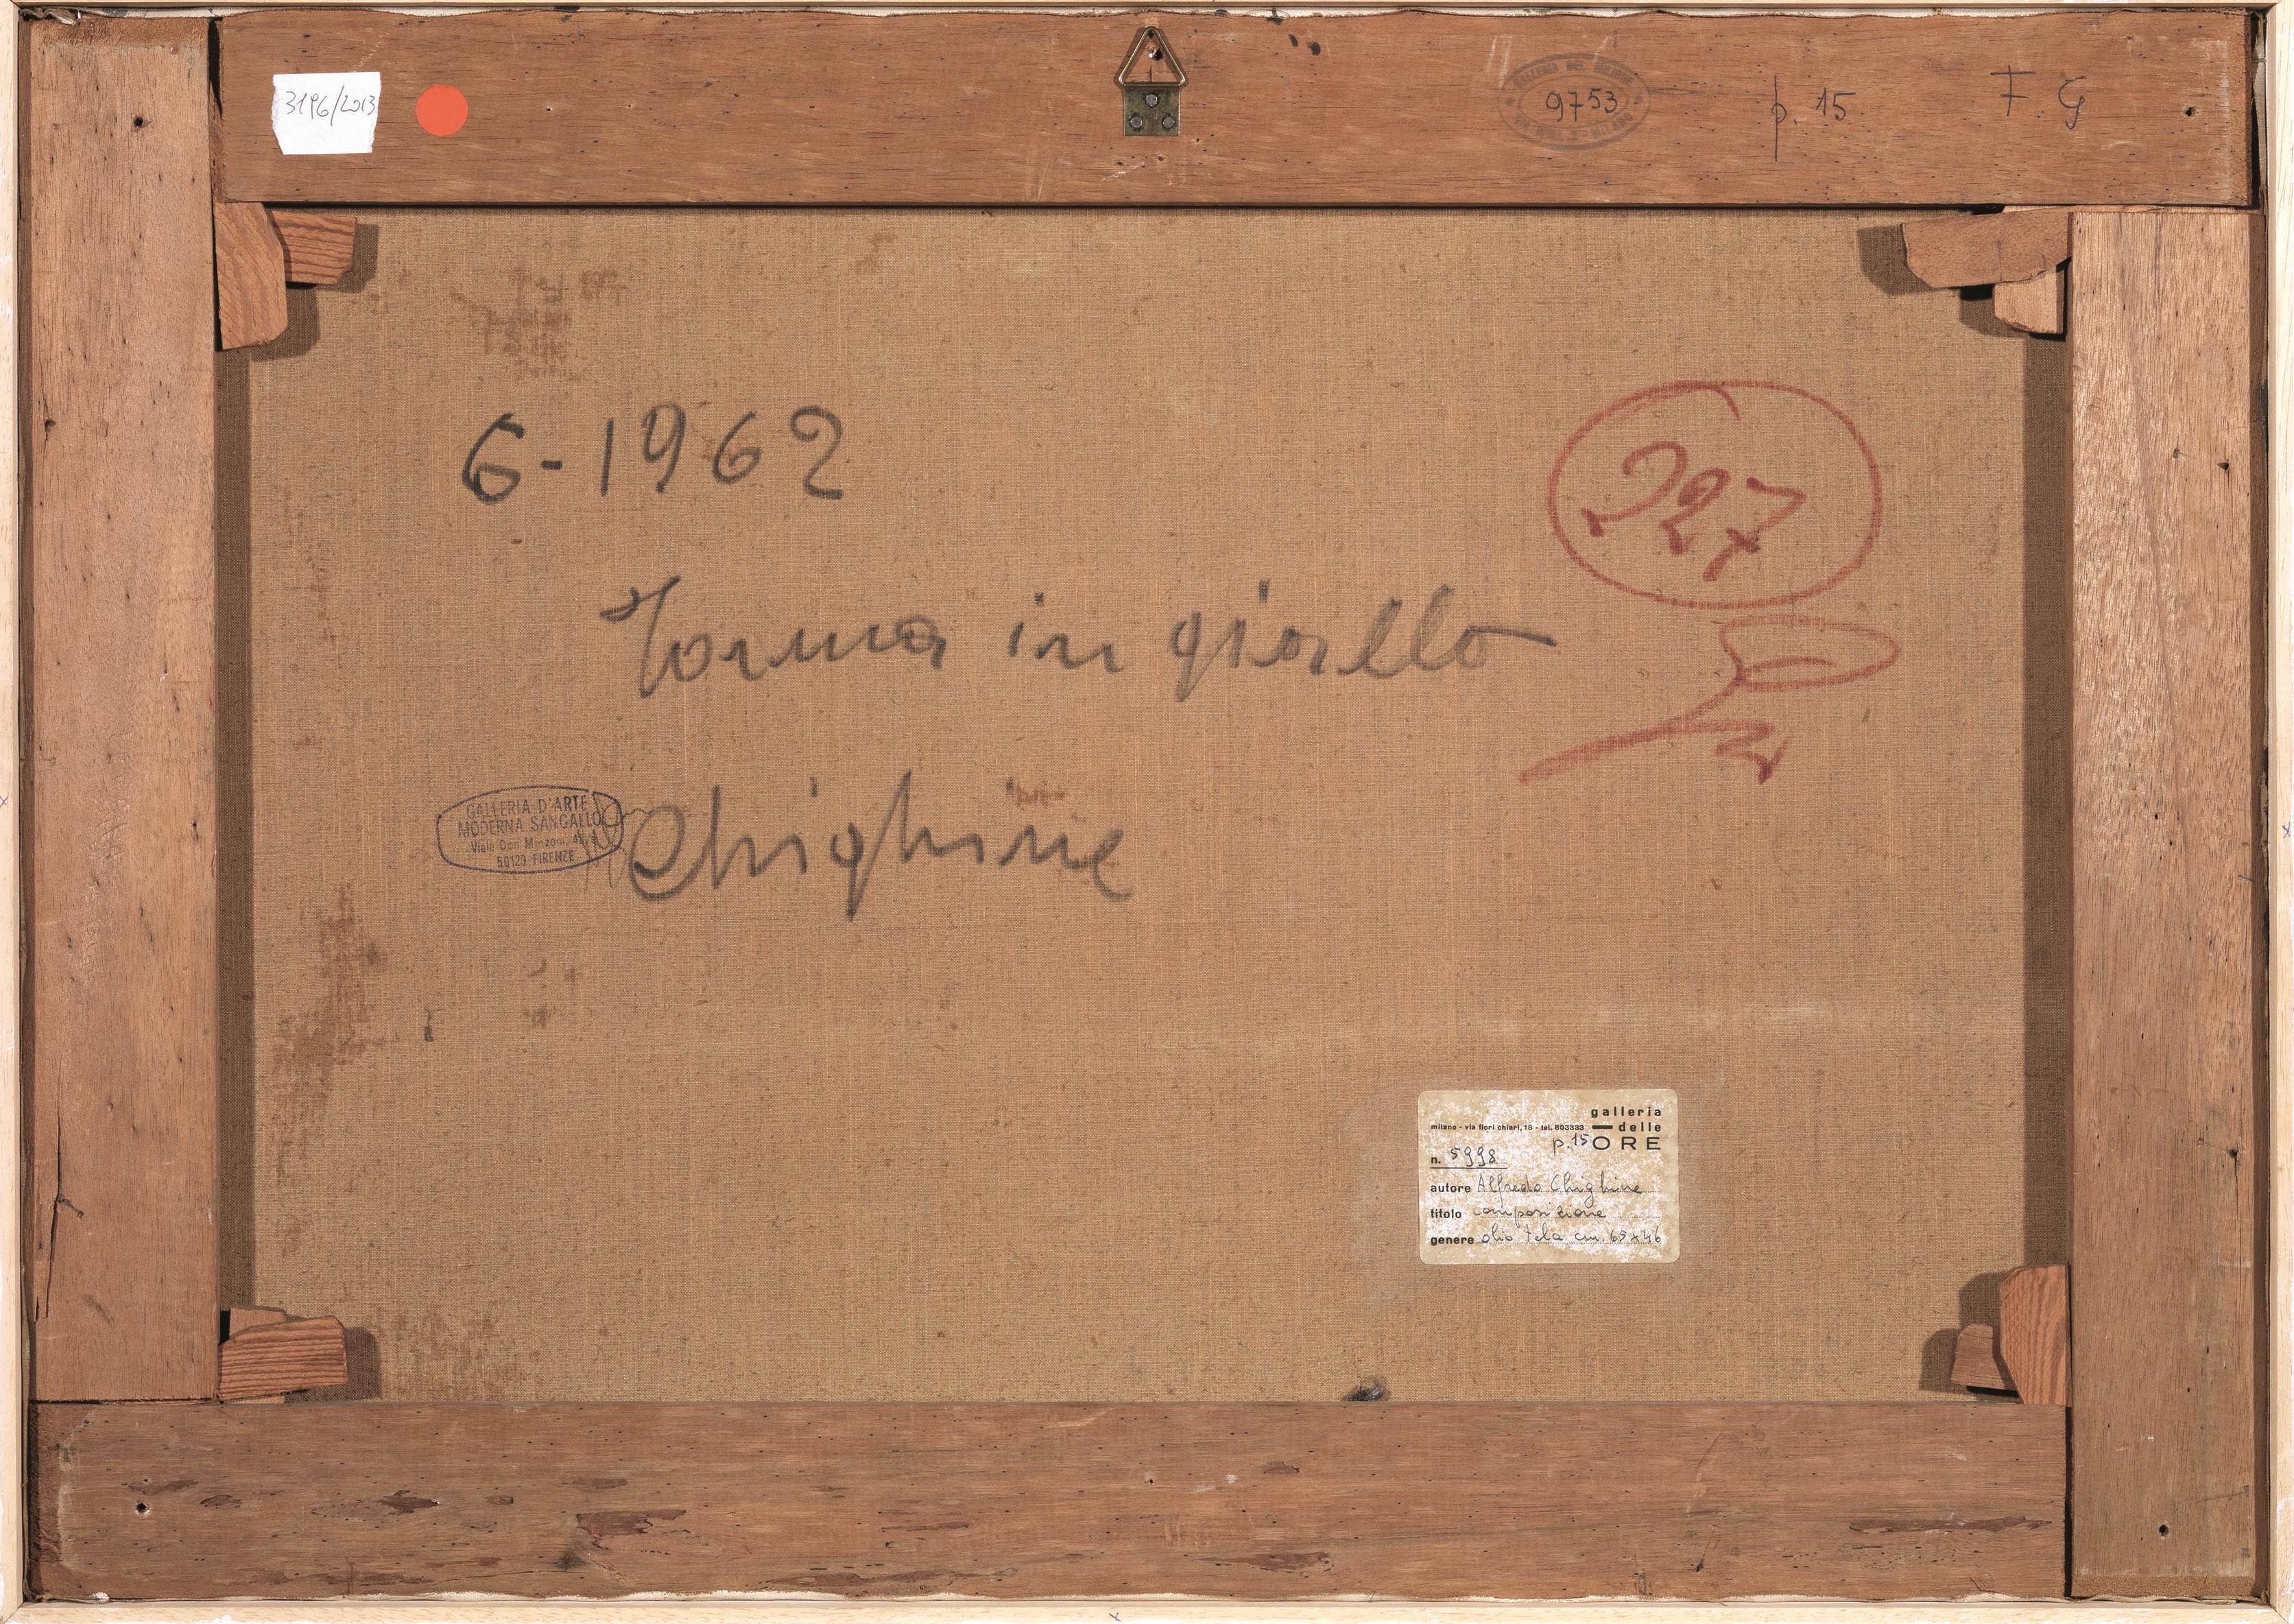 3196/2013
9753
p. 15
F. G
6-1962
927
Forma in giallo
GALLERIA D'ARTE
MODERNA SANGALLO
Viale Don Minzoni,
50129 FIRENZE
Chighine
galleria
milano - via fiori chiari, 18 - tel. 803333 — delle
p. 15 ORE
n. 5998
autore Alfredo Chighine
titolo composizione
genere olio tela cm. 65x46